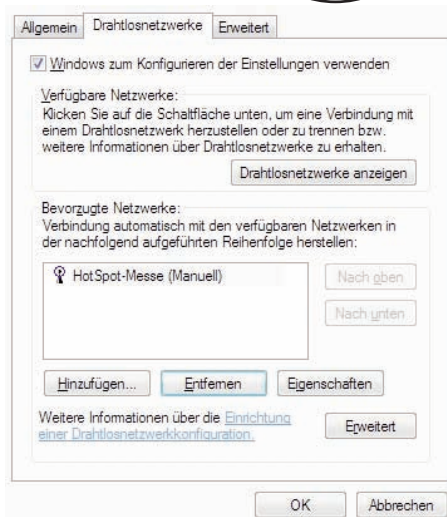 Allgemein Drahtlosnetzwerke Erweitert
Windows zum Konfigurieren der Einstellungen verwenden
Verfügbare Netzwerke:
Klicken Sie auf die Schaltfläche unten, um eine Verbindung mit
einem Drahtlosnetzwerk herzustellen oder zu trennen bzw.
weitere Informationen über Drahtlosnetzwerke zu erhalten.
Drahtlosnetzwerke anzeigen
Bevorzugte Netzwerke:
Verbindung automatisch mit den verfügbaren Netzwerken in
der nachfolgend aufgeführten Reihenfolge herstellen:
HotSpot-Messe (Manuell)
Nach oben
Nach unten
Hinzufügen... Entfernen Eigenschaften
Weitere Informationen über die Einrichtung
einer Drahtlosnetzwerkkonfiguration.
Erweitert
OK Abbrechen